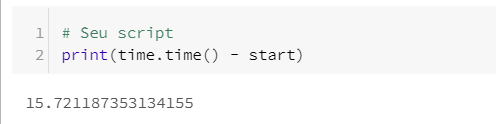 1 # Seu script
2 print(time.time() - start)
15.721187353134155